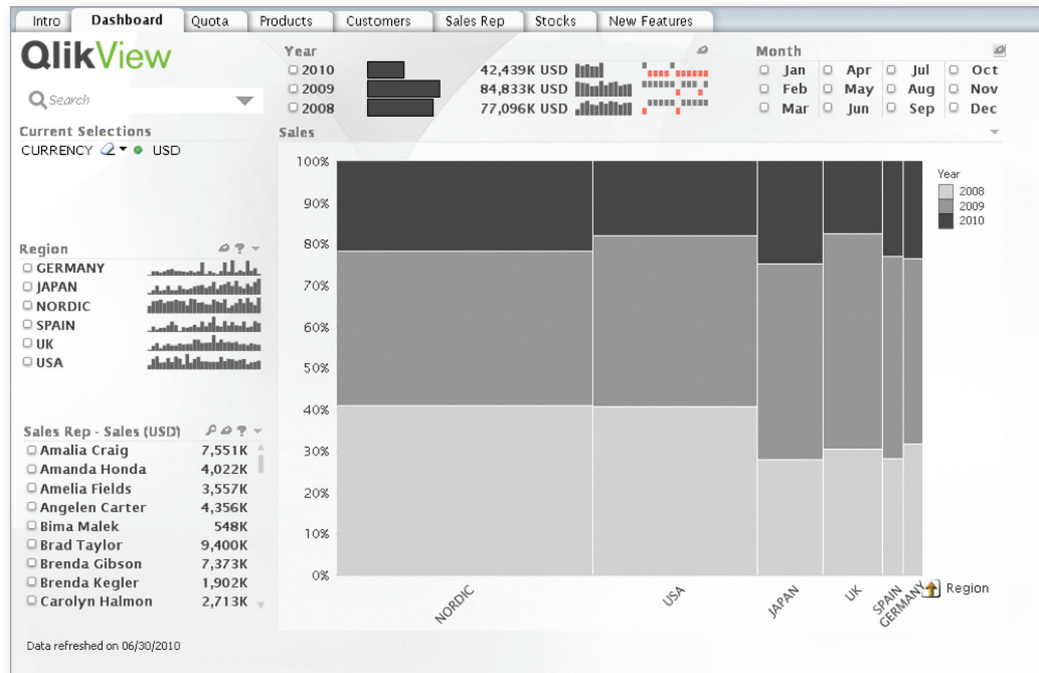 Intro Dashboard Quota Products Customers Sales Rep Stocks New Features
QlikView
Search
Current Selections
CURRENCY USD
Year
2010 42,439K USD
2009 84,833K USD
2008 77,096K USD
Month
Jan Apr Jul Oct
Feb May Aug Nov
Mar Jun Sep Dec
Region
GERMANY
JAPAN
NORDIC
SPAIN
UK
USA
Sales Rep - Sales (USD)
Amalia Craig 7,551K
Amanda Honda 4,022K
Amelia Fields 3,557K
Angelen Carter 4,356K
Bima Malek 548K
Brad Taylor 9,400K
Brenda Gibson 7,373K
Brenda Kegler 1,902K
Carolyn Halmon 2,713K
Data refreshed on 06/30/2010
Sales
100%
90%
80%
70%
60%
50%
40%
30%
20%
10%
0%
NORDIC USA JAPAN UK SPAIN GERMANY
Region
Year
2008
2009
2010